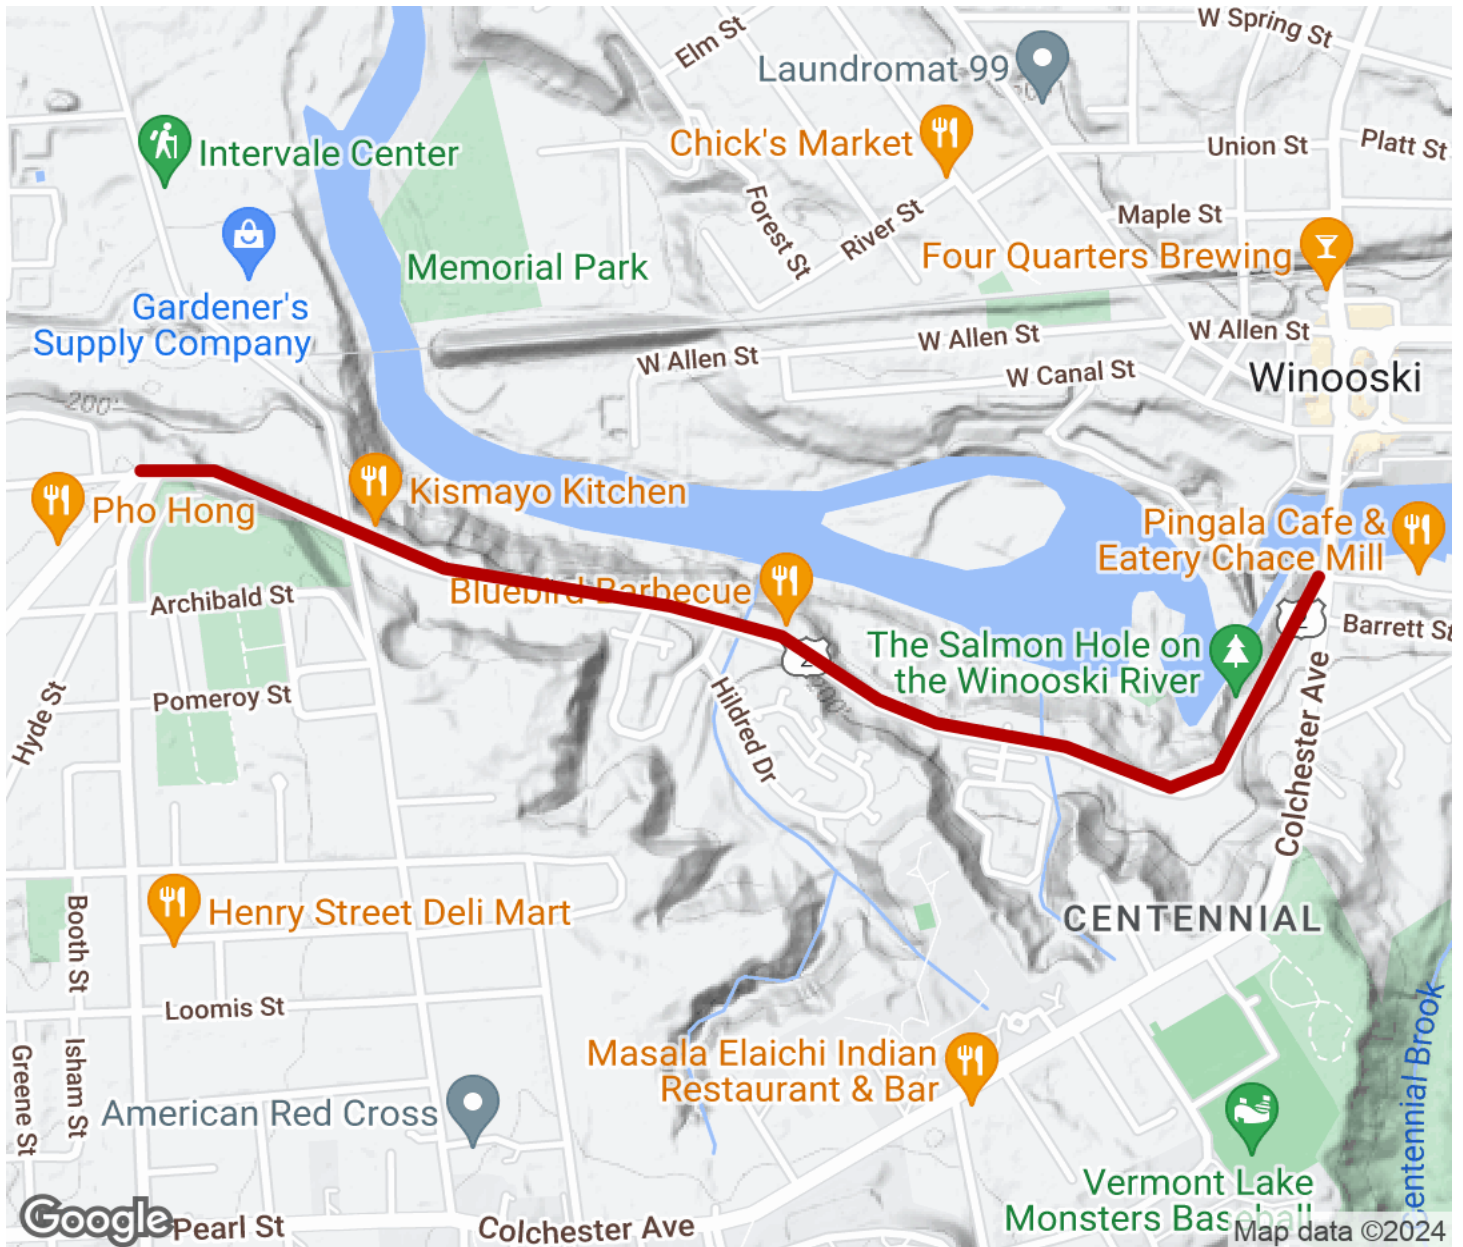 W Spring St
Elm St
Laundromat 99
Chick's Market
Union St
Platt St
Intervale Center
Forest St
River St
Maple St
Four Quarters Brewing
Memorial Park
Gardener's
Supply Company
W Allen St
W Allen St
W Allen St
W Canal St
Winooski
200'
Kismayo Kitchen
Pho Hong
Pingala Cafe &
Eatery Chace Mill
Bluebird Barbecue
Archibald St
Barrett St
The Salmon Hole on
the Winooski River
2
200'
Pomeroy St
Hyde St
Hildred Dr
Colchester Ave
Henry Street Deli Mart
Booth St
CENTENNIAL
Loomis St
Isham St
Greene St
Masala Elaichi Indian
Restaurant & Bar
American Red Cross
Centennial Brook
Vermont Lake
Monsters Baseball
Google
Pearl St
Colchester Ave
Map data ©2024